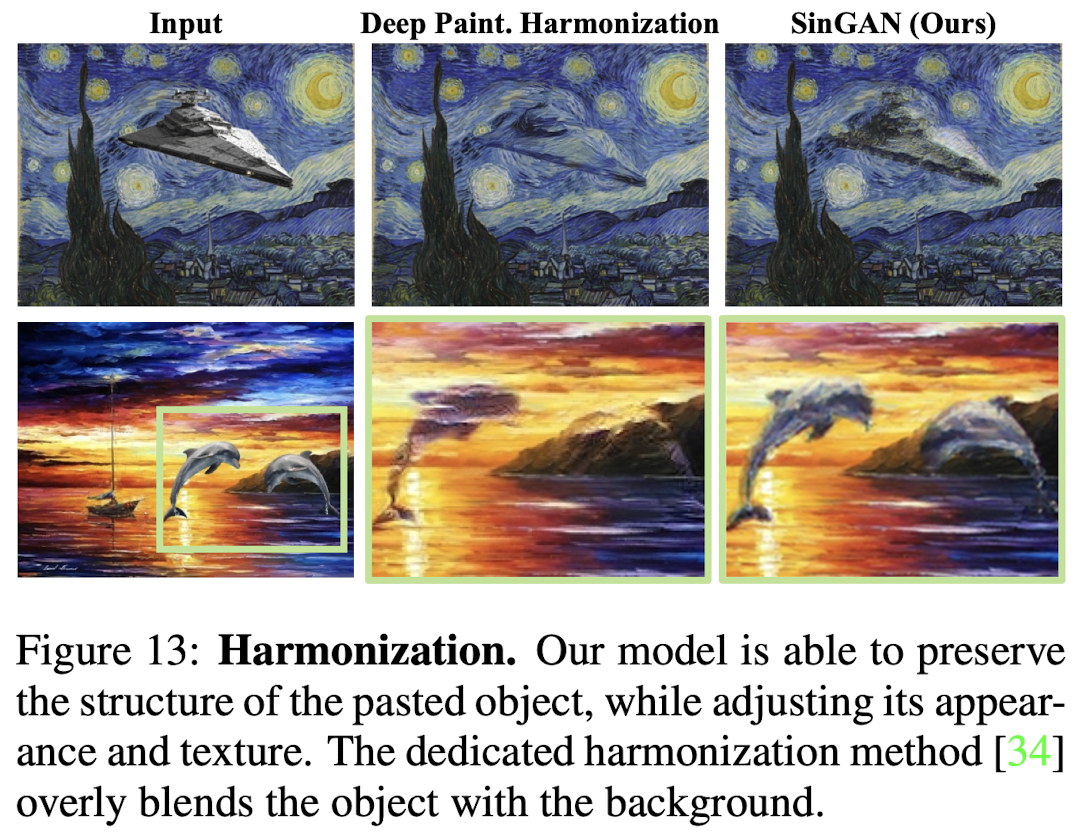 Input Deep Paint. Harmonization SinGAN (Ours)
Figure 13: Harmonization. Our model is able to preserve
the structure of the pasted object, while adjusting its appear-
ance and texture. The dedicated harmonization method [34]
overly blends the object with the background.